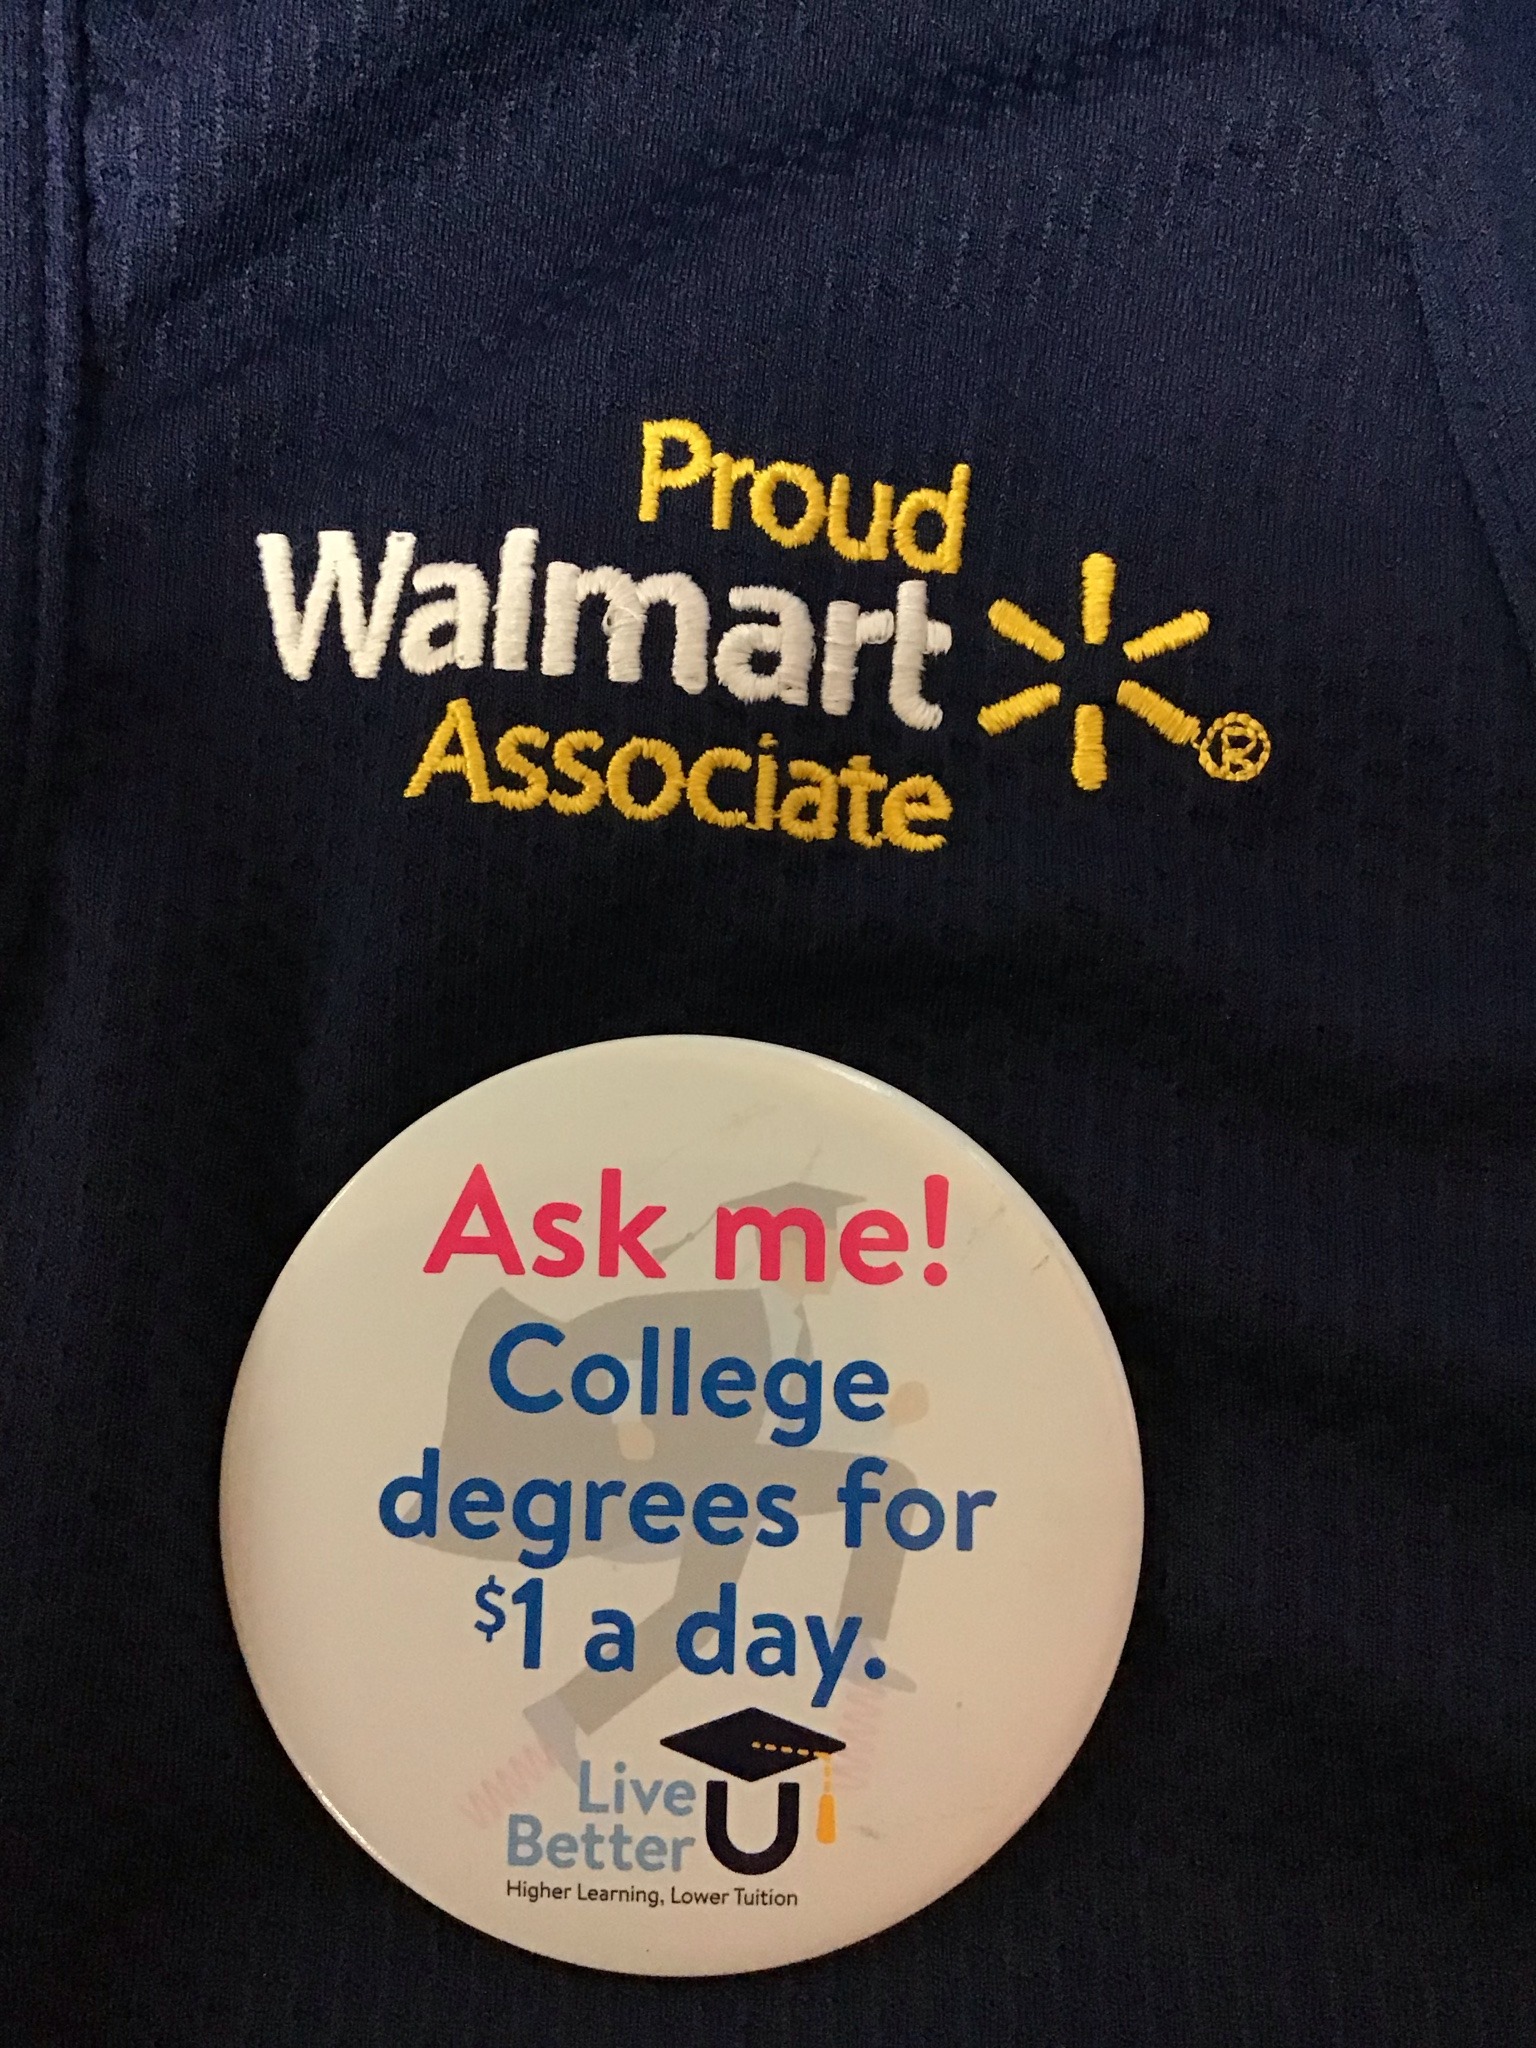 Proud
Walmart
Associate
®
Ask me!
College
degrees for
$1 a day.
Live
Better U
Higher Learning, Lower Tuition